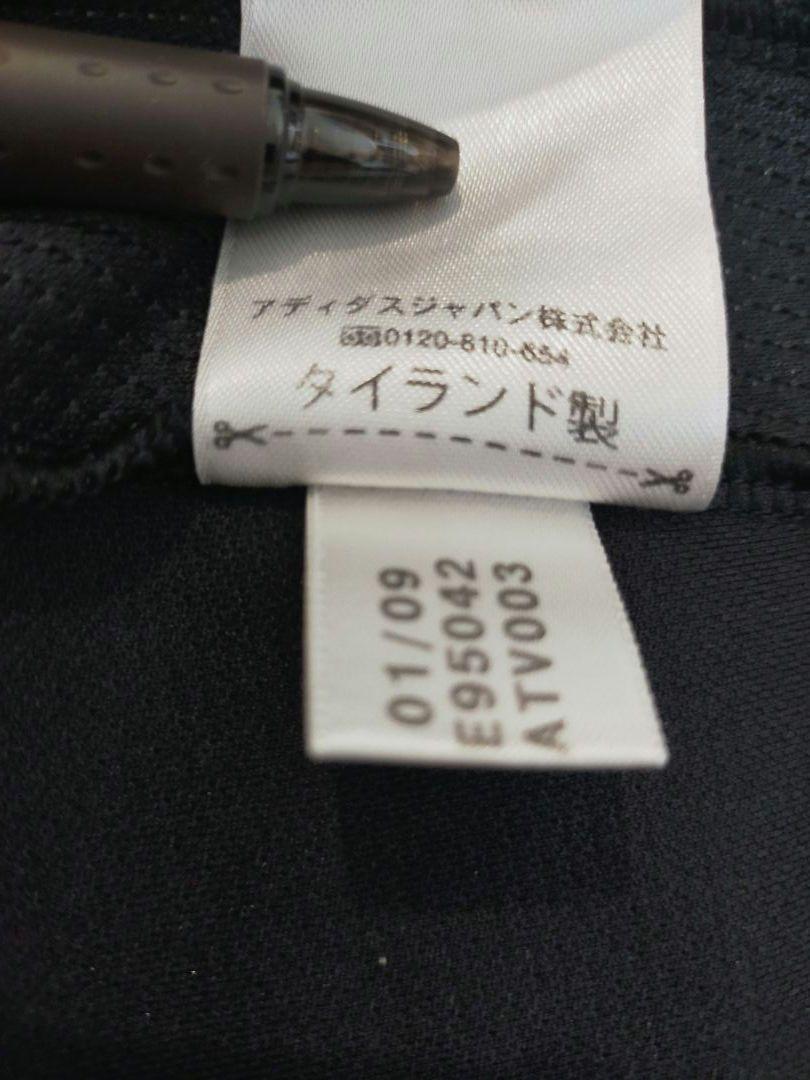 アディダスジャパン株式会社
0120-810-654
タイランド製
01/09
E95042
ATV003